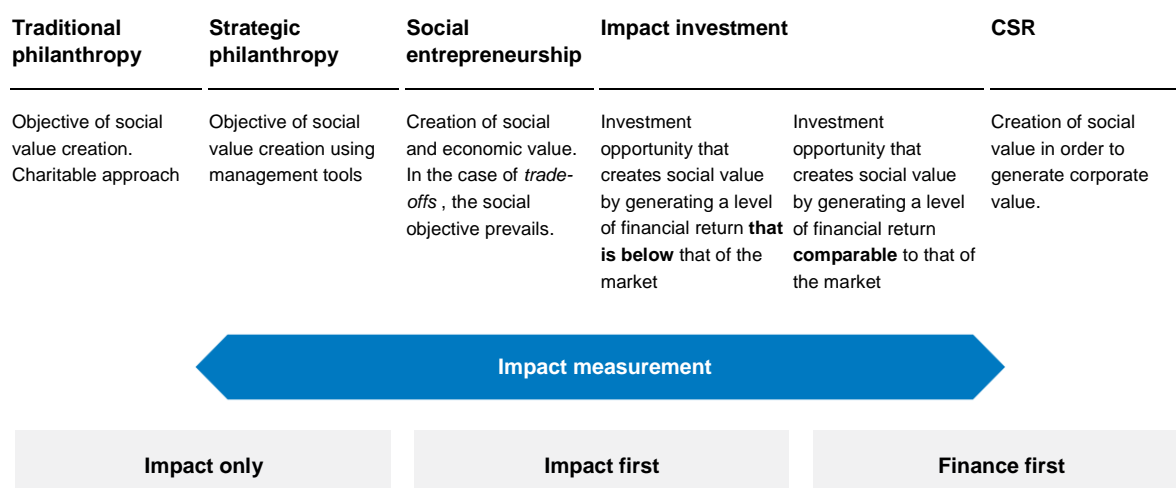 Traditional
philanthropy
Strategic
philanthropy
Social
entrepreneurship
Impact investment
CSR
Objective of social
value creation.
Charitable approach
Objective of social
value creation using
management tools
Creation of social
and economic value.
In the case of trade-
offs , the social
objective prevails.
Investment
opportunity that
creates social value
by generating a level
of financial return that
is below that of the
market
Investment
opportunity that
creates social value
by generating a level
of financial return
comparable to that of
the market
Creation of social
value in order to
generate corporate
value.
Impact measurement
Impact only
Impact first
Finance first